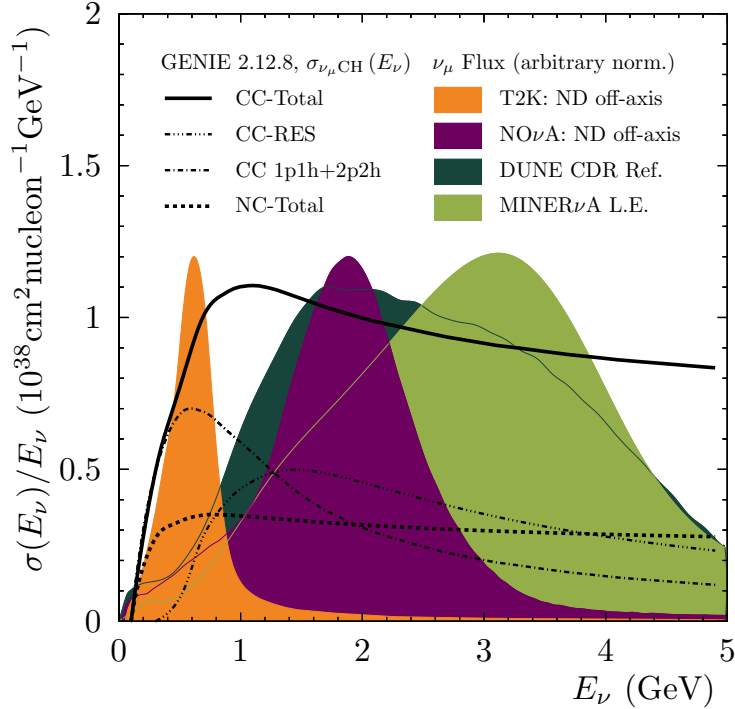 σ(Eν)/Eν (10³⁸cm²nucleon⁻¹GeV⁻¹)
2
1.5
1
0.5
0
GENIE 2.12.8, σνμCH(Eν)
CC-Total
CC-RES
CC 1p1h+2p2h
NC-Total
νμ Flux (arbitrary norm.)
T2K: ND off-axis
NOνA: ND off-axis
DUNE CDR Ref.
MINERνA L.E.
0 1 2 3 4 5
Eν (GeV)